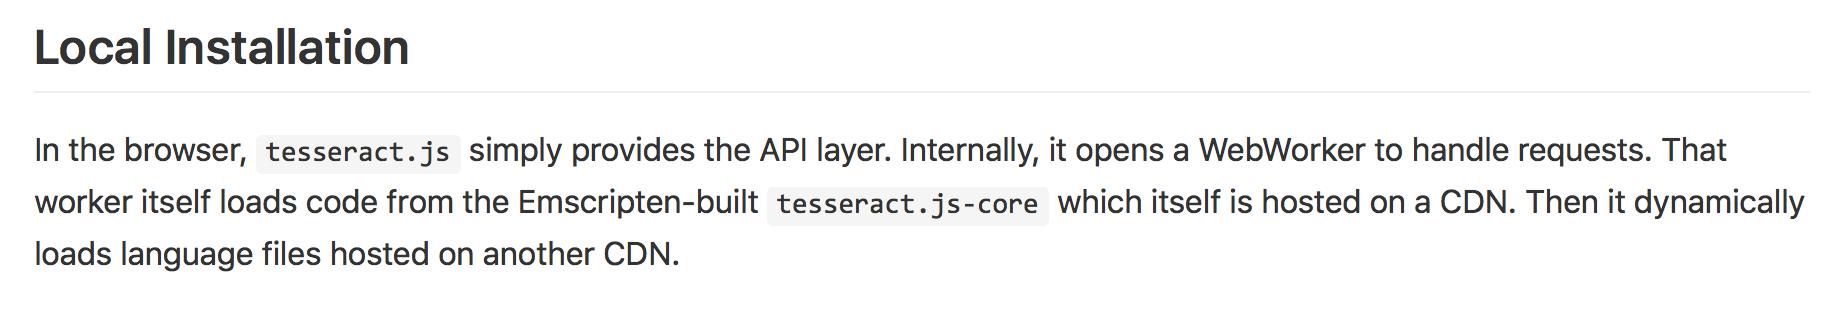 Local Installation
In the browser, tesseract.js simply provides the API layer. Internally, it opens a WebWorker to handle requests. That
worker itself loads code from the Emscripten-built tesseract.js-core which itself is hosted on a CDN. Then it dynamically
loads language files hosted on another CDN.